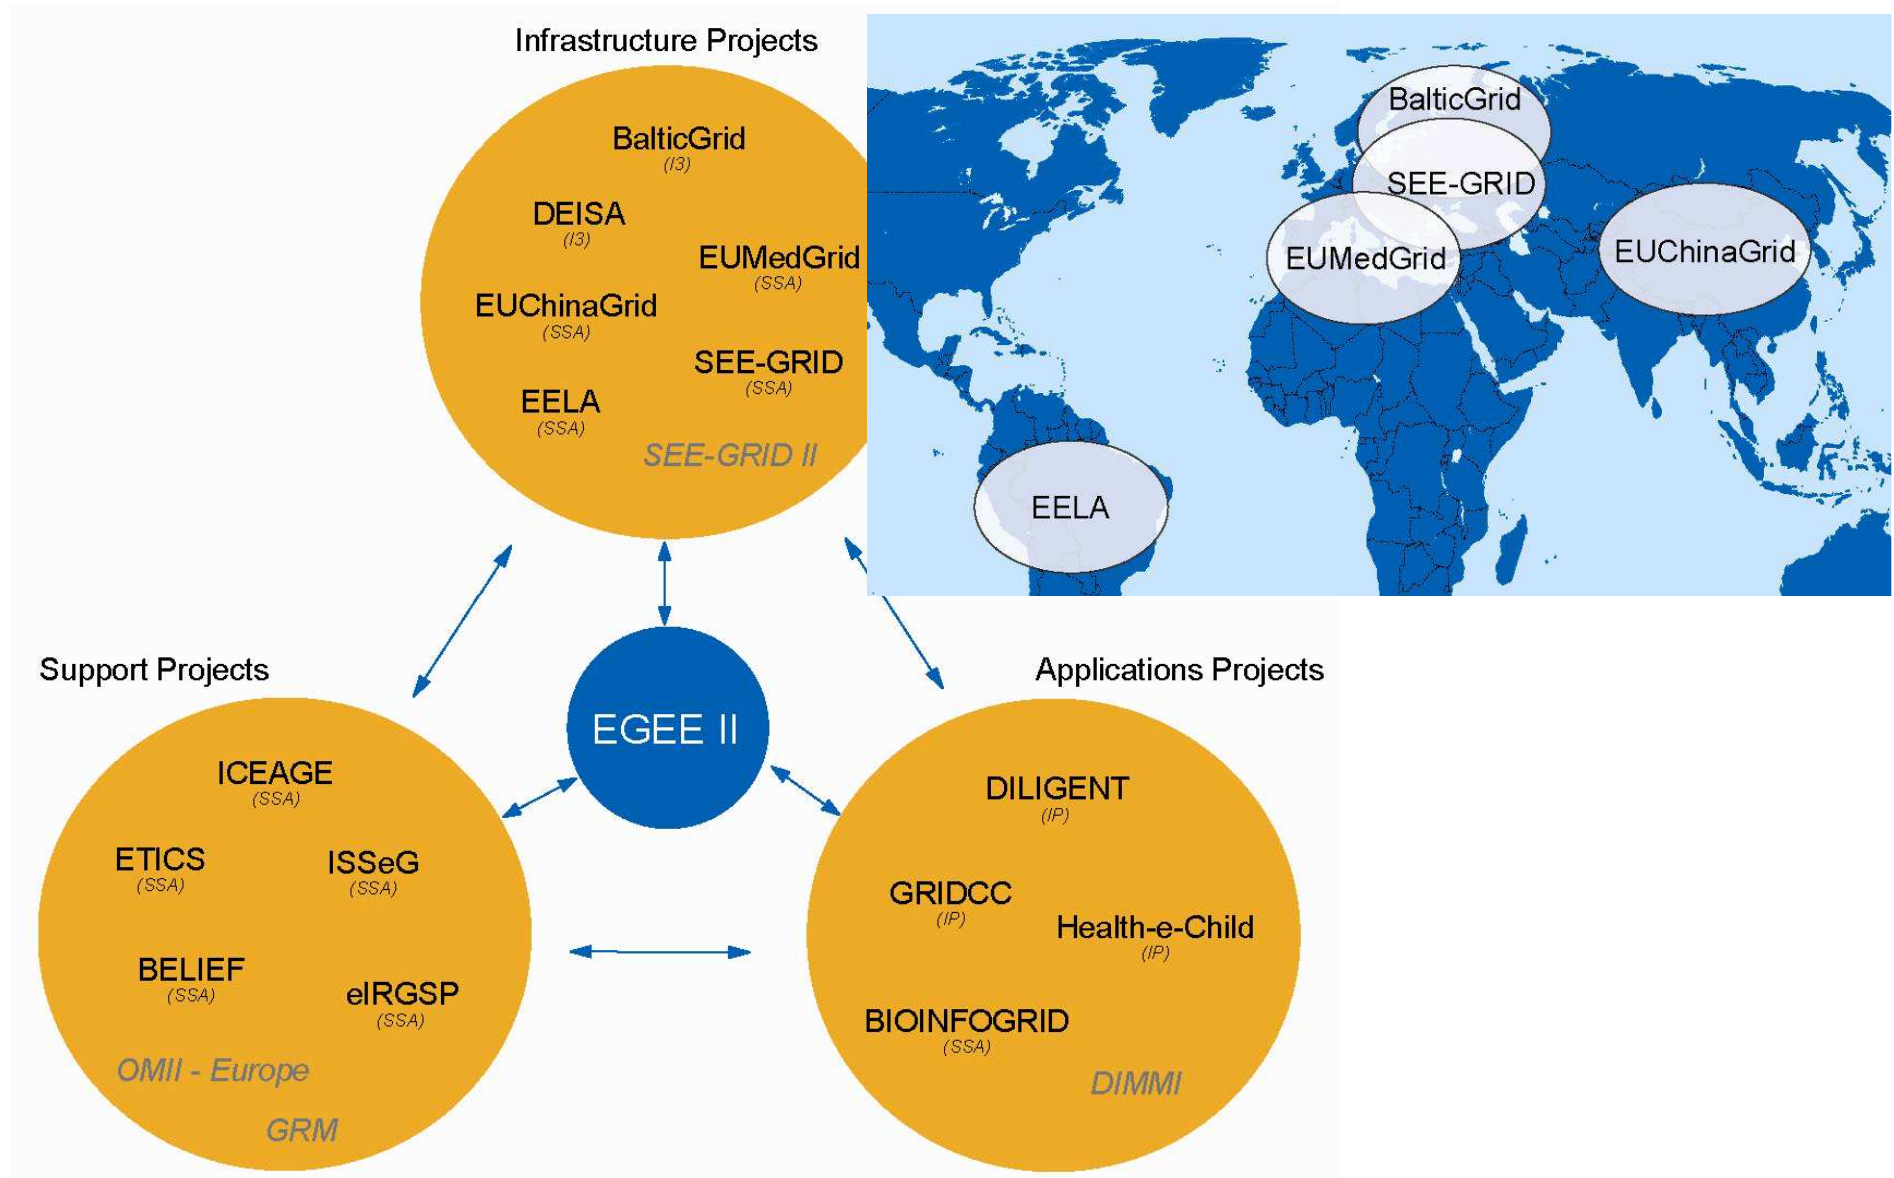 Infrastructure Projects
BalticGrid
(I3)
DEISA
(I3)
EUMedGrid
(SSA)
EUChinaGrid
(SSA)
SEE-GRID
(SSA)
EELA
(SSA)
SEE-GRID II
BalticGrid
SEE-GRID
EUMedGrid
EUChinaGrid
EELA
Support Projects
Applications Projects
EGEE II
ICEAGE
(SSA)
ETICS
(SSA)
ISSeG
(SSA)
BELIEF
(SSA)
eIRGSP
(SSA)
OMII - Europe
GRM
DILIGENT
(IP)
GRIDCC
(IP)
Health-e-Child
(IP)
BIOINFOGRID
(SSA)
DIMMI